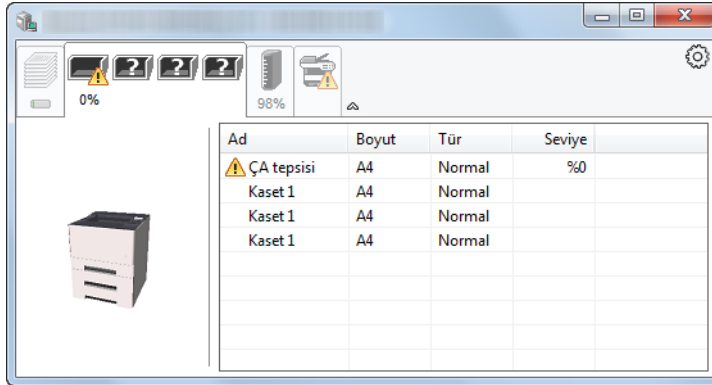 0%
98%
Ad Boyut Tür Seviye
ÇA tepsisi A4 Normal %0
Kaset 1 A4 Normal
Kaset 1 A4 Normal
Kaset 1 A4 Normal